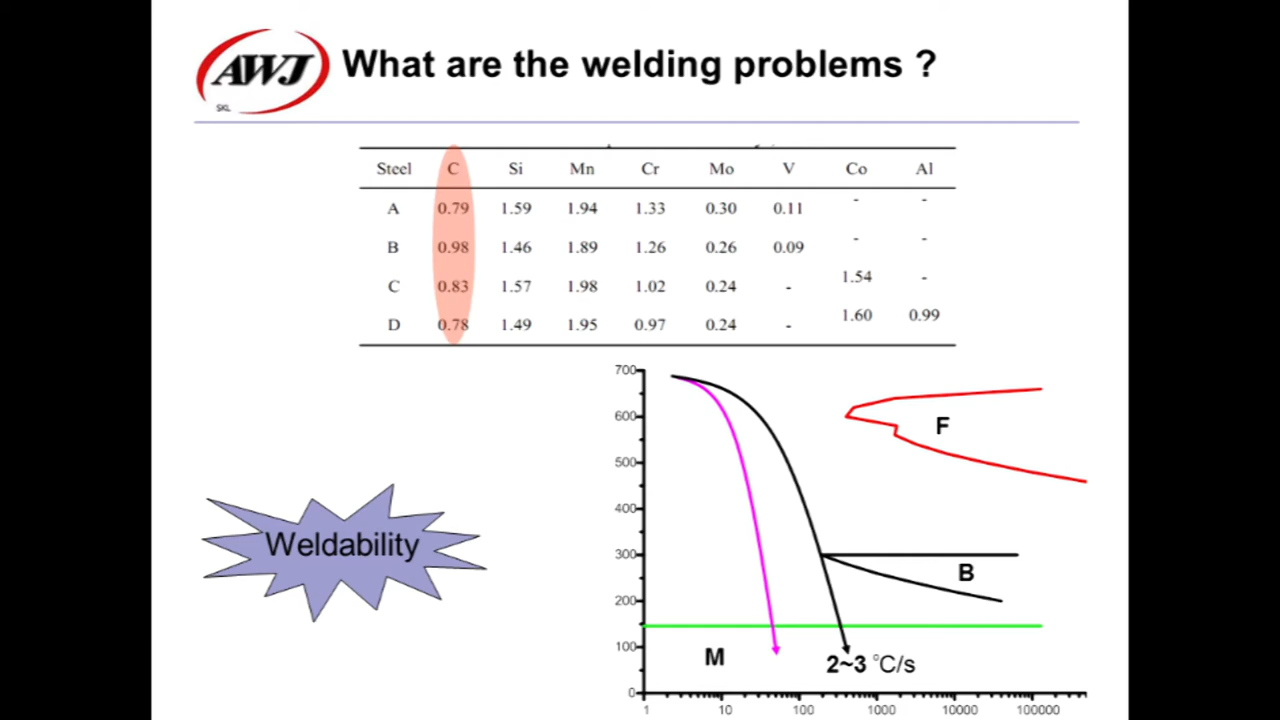 AWJ
SKL
What are the welding problems ?
Steel C Si Mn Cr Mo V Co Al
A 0.79 1.59 1.94 1.33 0.30 0.11 - -
B 0.98 1.46 1.89 1.26 0.26 0.09 - -
C 0.83 1.57 1.98 1.02 0.24 - 1.54 -
D 0.78 1.49 1.95 0.97 0.24 - 1.60 0.99
Weldability
700
600
500
400
300
200
100
0
F
B
M
2~3 °C/s
1 10 100 1000 10000 100000